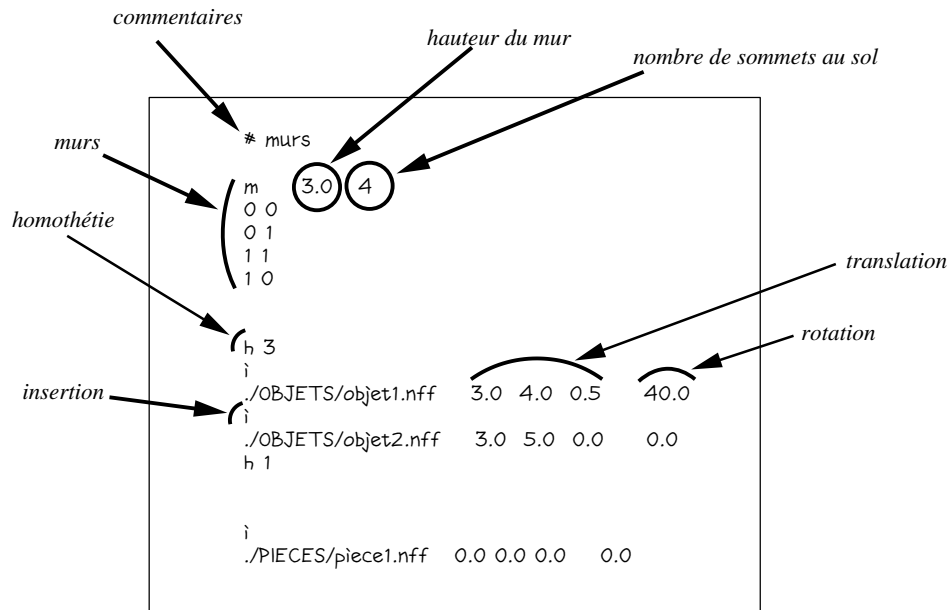 commentaires
hauteur du mur
nombre de sommets au sol
# murs
murs
m 3.0 4
0 0
0 1
1 1
1 0
homothétie
translation
rotation
h 3
i
insertion
./OBJETS/objet1.nff 3.0 4.0 0.5 40.0
i
./OBJETS/objet2.nff 3.0 5.0 0.0 0.0
h 1
i
./PIECES/piece1.nff 0.0 0.0 0.0 0.0